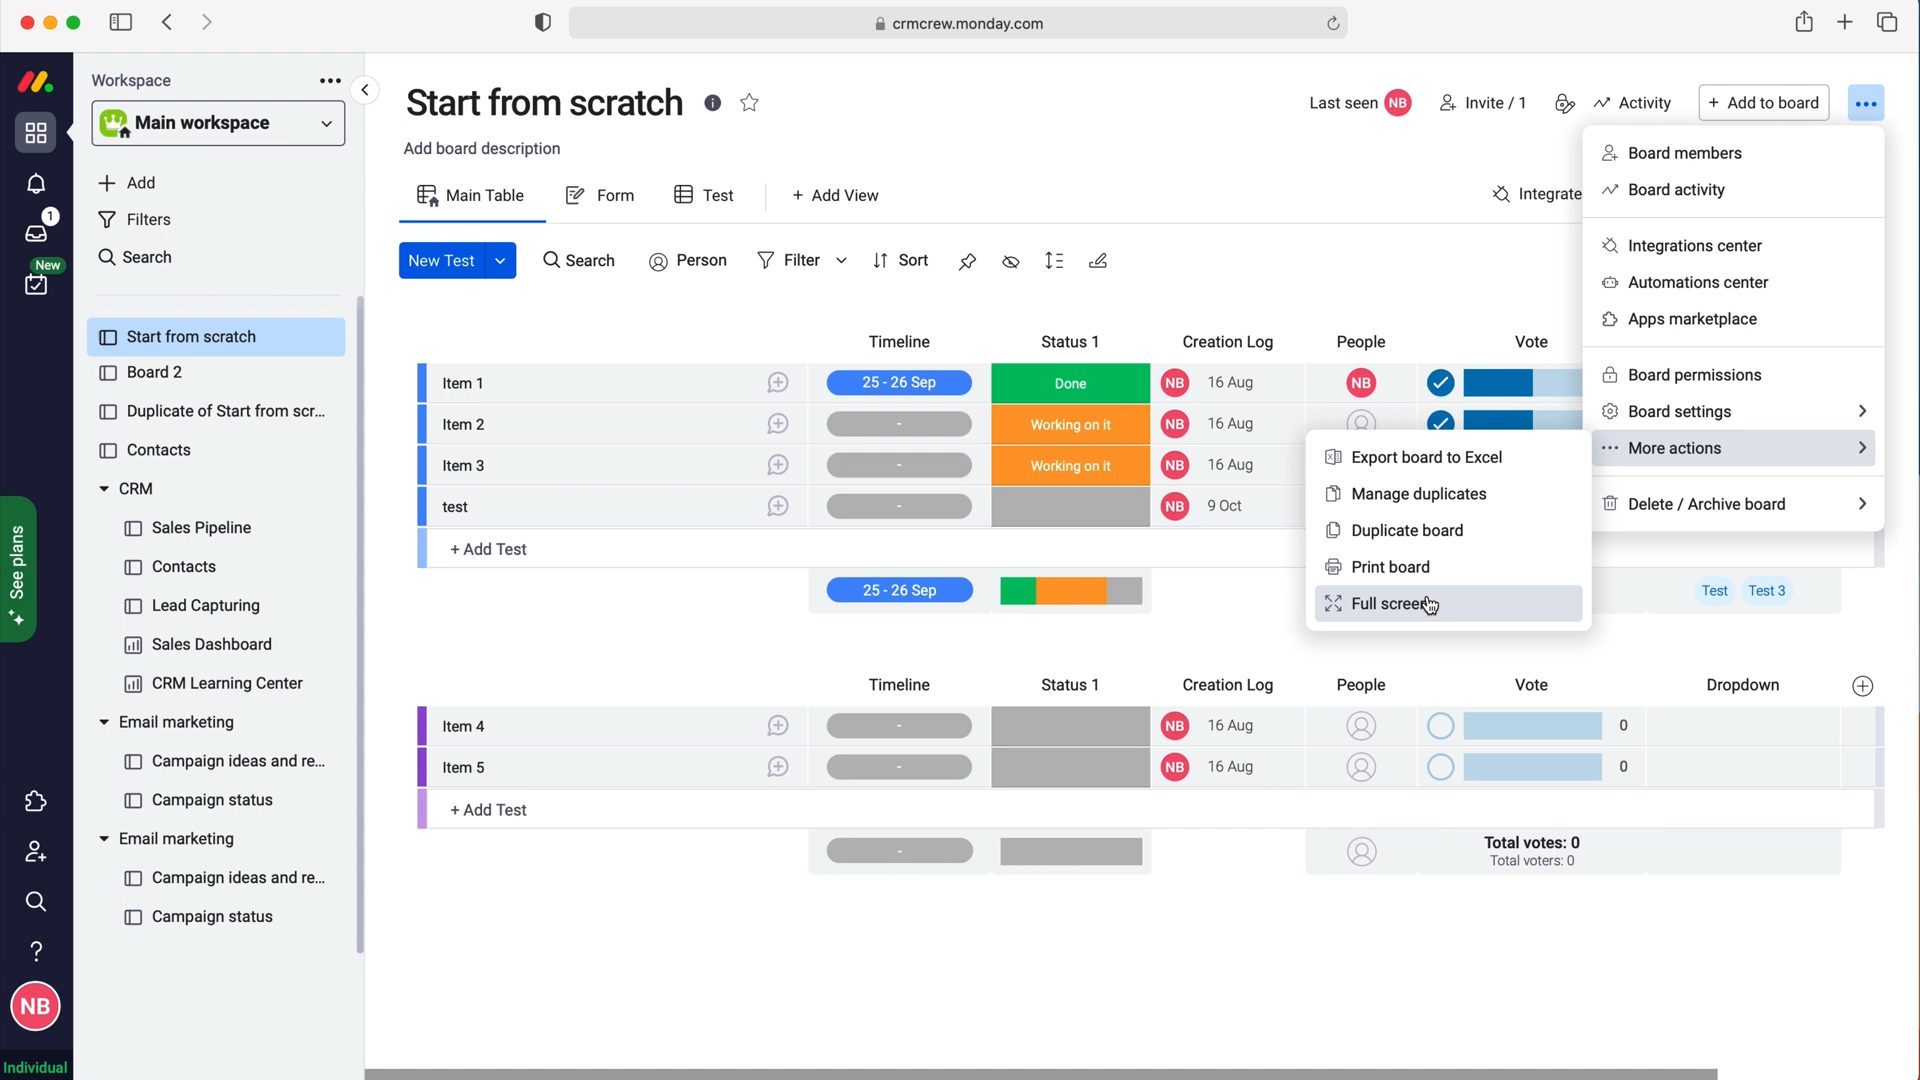 crmcrew.monday.com
Workspace
Main workspace
Add
Filters
Search
1
New
Start from scratch
Board 2
Duplicate of Start from scr...
Contacts
CRM
Sales Pipeline
Contacts
Lead Capturing
Sales Dashboard
CRM Learning Center
Email marketing
Campaign ideas and re...
Campaign status
Email marketing
Campaign ideas and re...
Campaign status
See plans
NB
Individual
Start from scratch
Add board description
Last seen NB
Invite / 1
Activity
+ Add to board
Main Table
Form
Test
+ Add View
Integrate
New Test
Search
Person
Filter
Sort
Timeline Status 1 Creation Log People Vote
Item 1 25 - 26 Sep Done NB 16 Aug NB
Item 2 - Working on it NB 16 Aug
Item 3 - Working on it NB 16 Aug
test - NB 9 Oct
+ Add Test
25 - 26 Sep
Test Test 3
Board members
Board activity
Integrations center
Automations center
Apps marketplace
Board permissions
Board settings
More actions
Delete / Archive board
Export board to Excel
Manage duplicates
Duplicate board
Print board
Full screen
Timeline Status 1 Creation Log People Vote Dropdown
Item 4 - NB 16 Aug 0
Item 5 - NB 16 Aug 0
+ Add Test
- Total votes: 0
Total voters: 0